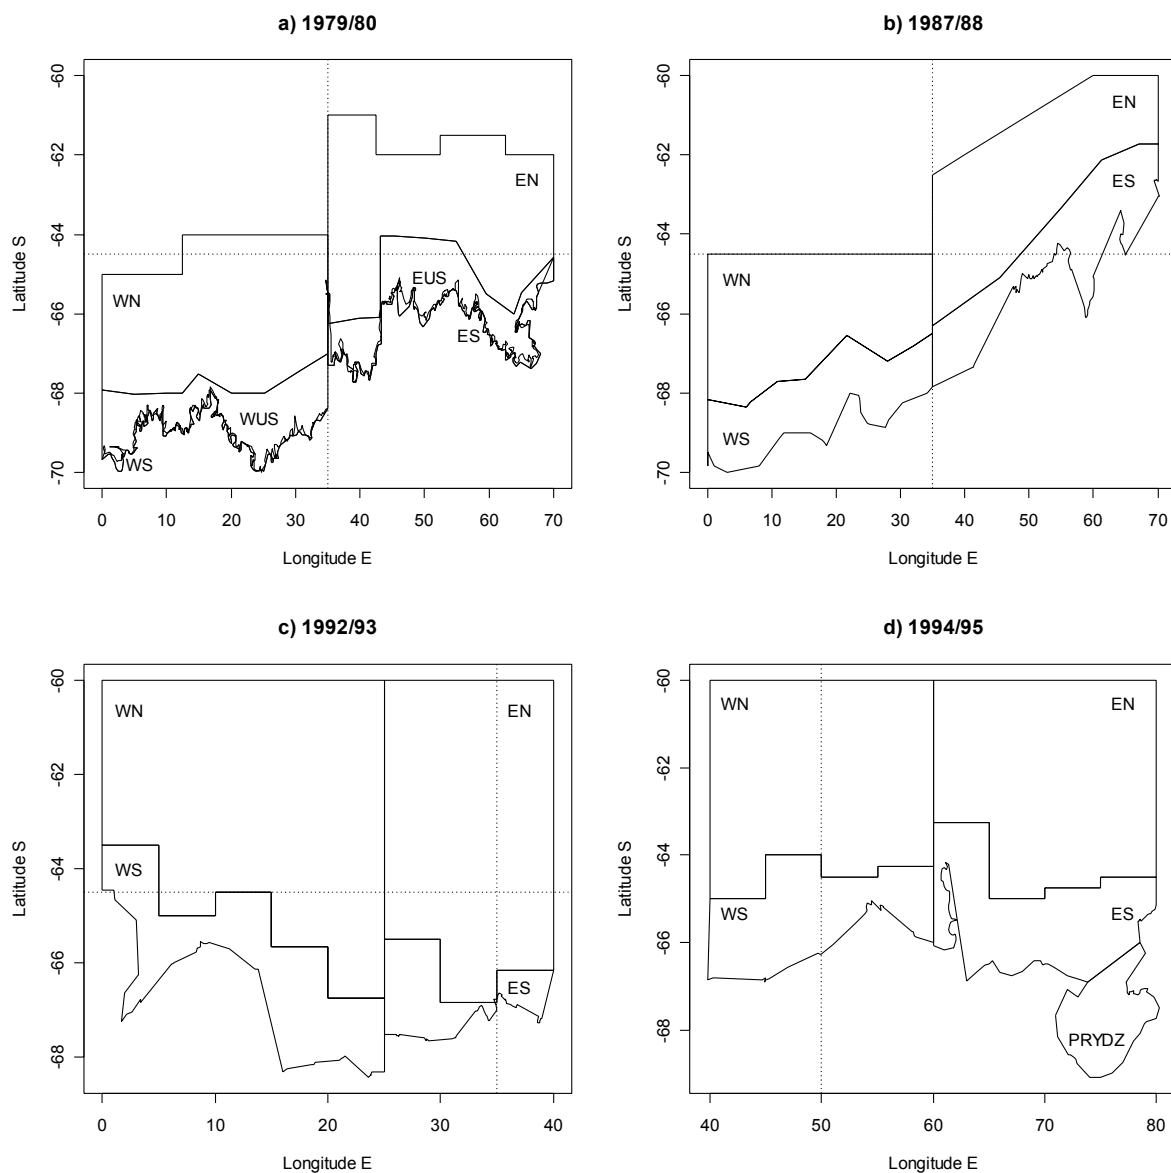 a) 1979/80
b) 1987/88
-60
-62
-64
-66
-68
-70
Latitude S
WN
EN
EUS
ES
WUS
WS
0 10 20 30 40 50 60 70
Longitude E
-60
-62
-64
-66
-68
-70
Latitude S
EN
ES
WN
WS
0 10 20 30 40 50 60 70
Longitude E
c) 1992/93
d) 1994/95
-60
-62
-64
-66
-68
Latitude S
WN
EN
WS
ES
0 10 20 30 40
Longitude E
-60
-62
-64
-66
-68
Latitude S
WN
EN
WS
ES
PRYDZ
40 50 60 70 80
Longitude E